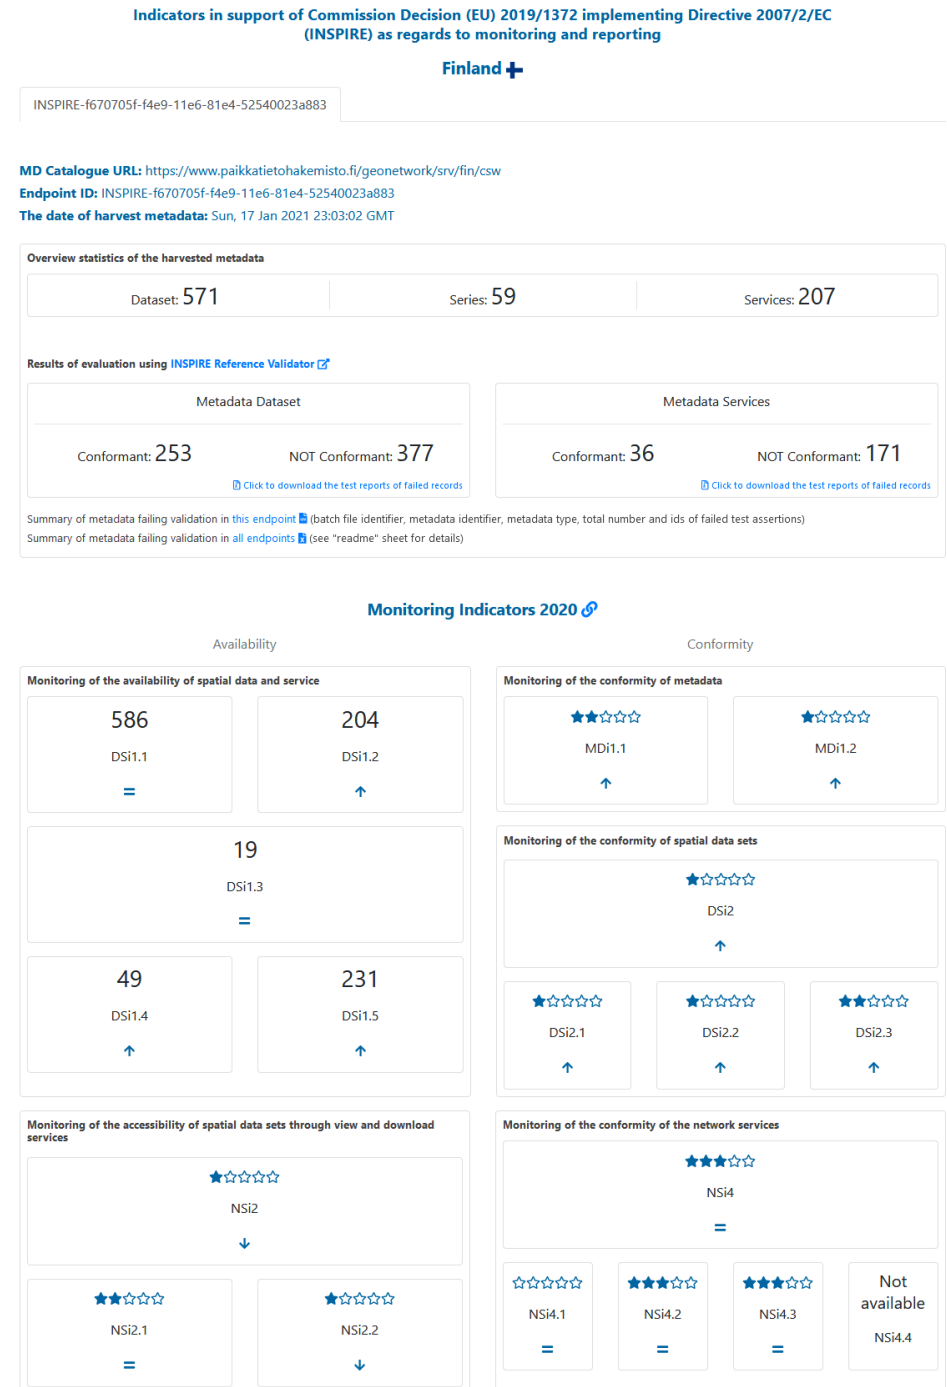 Indicators in support of Commission Decision (EU) 2019/1372 implementing Directive 2007/2/EC
(INSPIRE) as regards to monitoring and reporting
Finland
INSPIRE-f670705f-f4e9-11e6-81e4-52540023a883
MD Catalogue URL: https://www.paikkatietohakemisto.fi/geonetwork/srv/fin/csw
Endpoint ID: INSPIRE-f670705f-f4e9-11e6-81e4-52540023a883
The date of harvest metadata: Sun, 17 Jan 2021 23:03:02 GMT
Overview statistics of the harvested metadata
Dataset: 571 Series: 59 Services: 207
Results of evaluation using INSPIRE Reference Validator
Metadata Dataset
Conformant: 253 NOT Conformant: 377
Click to download the test reports of failed records
Metadata Services
Conformant: 36 NOT Conformant: 171
Click to download the test reports of failed records
Summary of metadata failing validation in this endpoint (batch file identifier, metadata identifier, metadata type, total number and ids of failed test assertions)
Summary of metadata failing validation in all endpoints (see "readme" sheet for details)
Monitoring Indicators 2020
Availability
Monitoring of the availability of spatial data and service
586 204
DSi1.1 DSi1.2
=
19
DSi1.3
=
49 231
DSi1.4 DSi1.5
Monitoring of the accessibility of spatial data sets through view and download
services
NSi2
NSi2.1 NSi2.2
=
Conformity
Monitoring of the conformity of metadata
MDi1.1 MDi1.2
Monitoring of the conformity of spatial data sets
DSi2
DSi2.1 DSi2.2 DSi2.3
Monitoring of the conformity of the network services
NSi4
=
Not
available
NSi4.1 NSi4.2 NSi4.3 NSi4.4
= = =